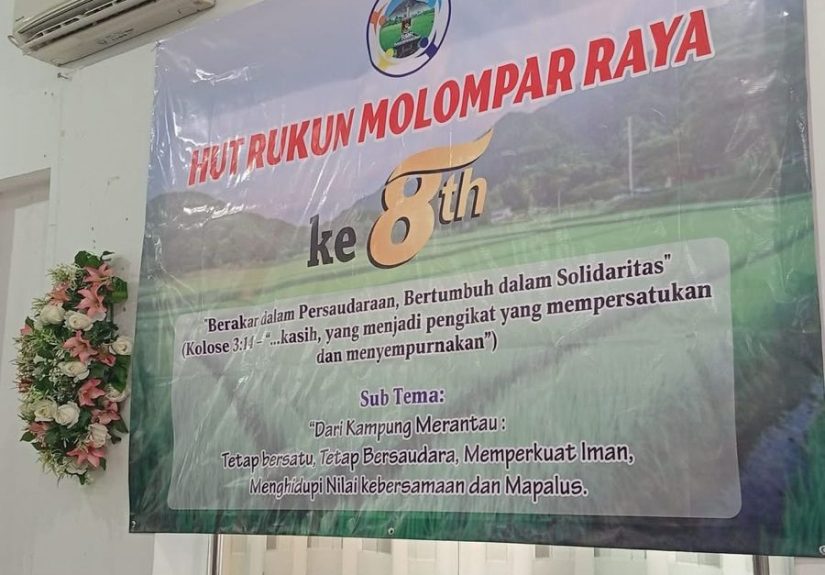 HUT RUKUN MOLOMPAR RAYA
ke 8th
"Berakar dalam Persaudaraan, Bertumbuh dalam Solidaritas"
(Kolose 3:14 – "...kasih, yang menjadi pengikat yang mempersatukan
dan menyempurnakan")
Sub Tema:
"Dari Kampung Merantau :
Tetap bersatu, Tetap Bersaudara, Memperkuat Iman,
Menghidupi Nilai kebersamaan dan Mapalus.